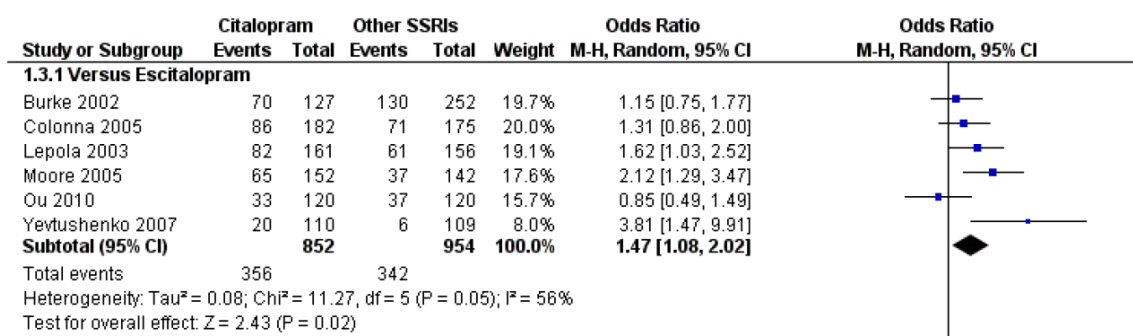 Citalopram Other SSRIs Odds Ratio Odds Ratio
Study or Subgroup Events Total Events Total Weight M-H, Random, 95% CI M-H, Random, 95% CI
1.3.1 Versus Escitalopram
Burke 2002 70 127 130 252 19.7% 1.15 [0.75, 1.77]
Colonna 2005 86 182 71 175 20.0% 1.31 [0.86, 2.00]
Lepola 2003 82 161 61 156 19.1% 1.62 [1.03, 2.52]
Moore 2005 65 152 37 142 17.6% 2.12 [1.29, 3.47]
Ou 2010 33 120 37 120 15.7% 0.85 [0.49, 1.49]
Yevtushenko 2007 20 110 6 109 8.0% 3.81 [1.47, 9.91]
Subtotal (95% CI) 852 954 100.0% 1.47 [1.08, 2.02]
Total events 356 342
Heterogeneity: Tau² = 0.08; Chi² = 11.27, df = 5 (P = 0.05); I² = 56%
Test for overall effect: Z = 2.43 (P = 0.02)